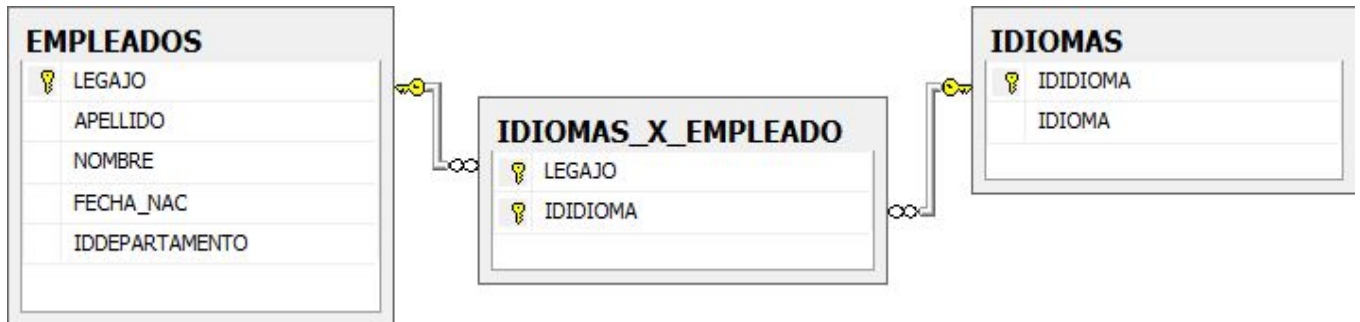 EMPLEADOS
LEGAJO
APELLIDO
NOMBRE
FECHA_NAC
IDDEPARTAMENTO
IDIOMAS_X_EMPLEADO
LEGAJO
IDIDIOMA
IDIOMAS
IDIDIOMA
IDIOMA